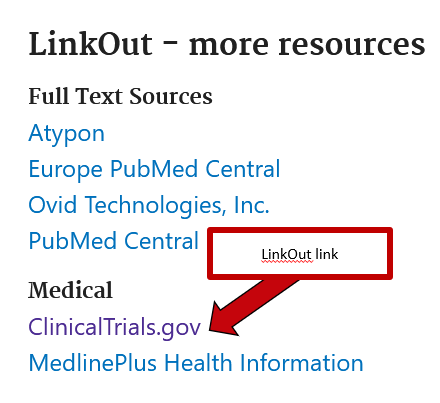 LinkOut - more resources
Full Text Sources
Atypon
Europe PubMed Central
Ovid Technologies, Inc.
PubMed Central
LinkOut link
Medical
ClinicalTrials.gov
MedlinePlus Health Information